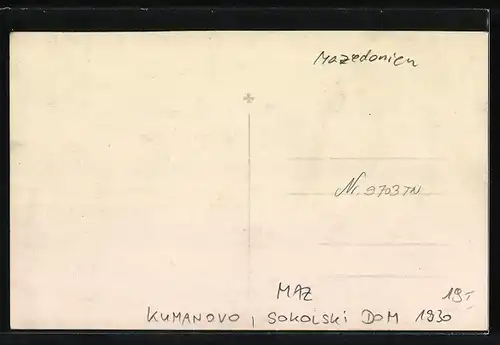 Mazedonien
Nr. 9703 TN
MAZ
19,-
KUMANOVO, SOKOLSKI DOM 1930